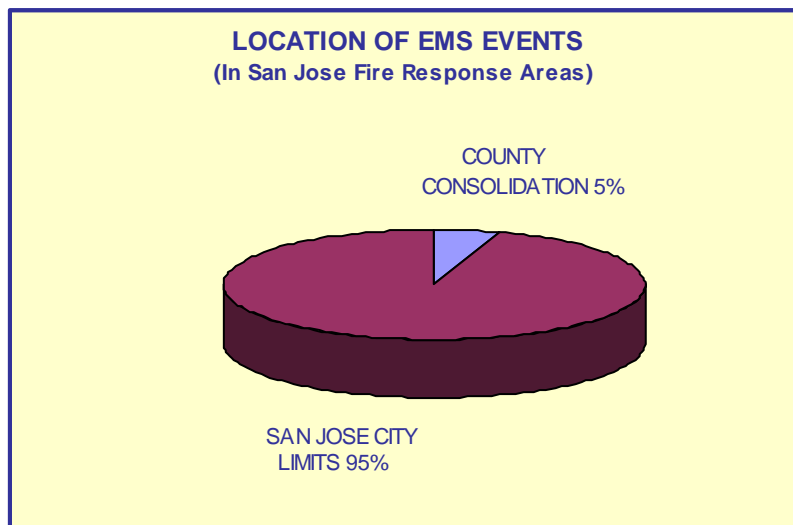 LOCATION OF EMS EVENTS
(In San Jose Fire Response Areas)
COUNTY
CONSOLIDATION 5%
SAN JOSE CITY
LIMITS 95%